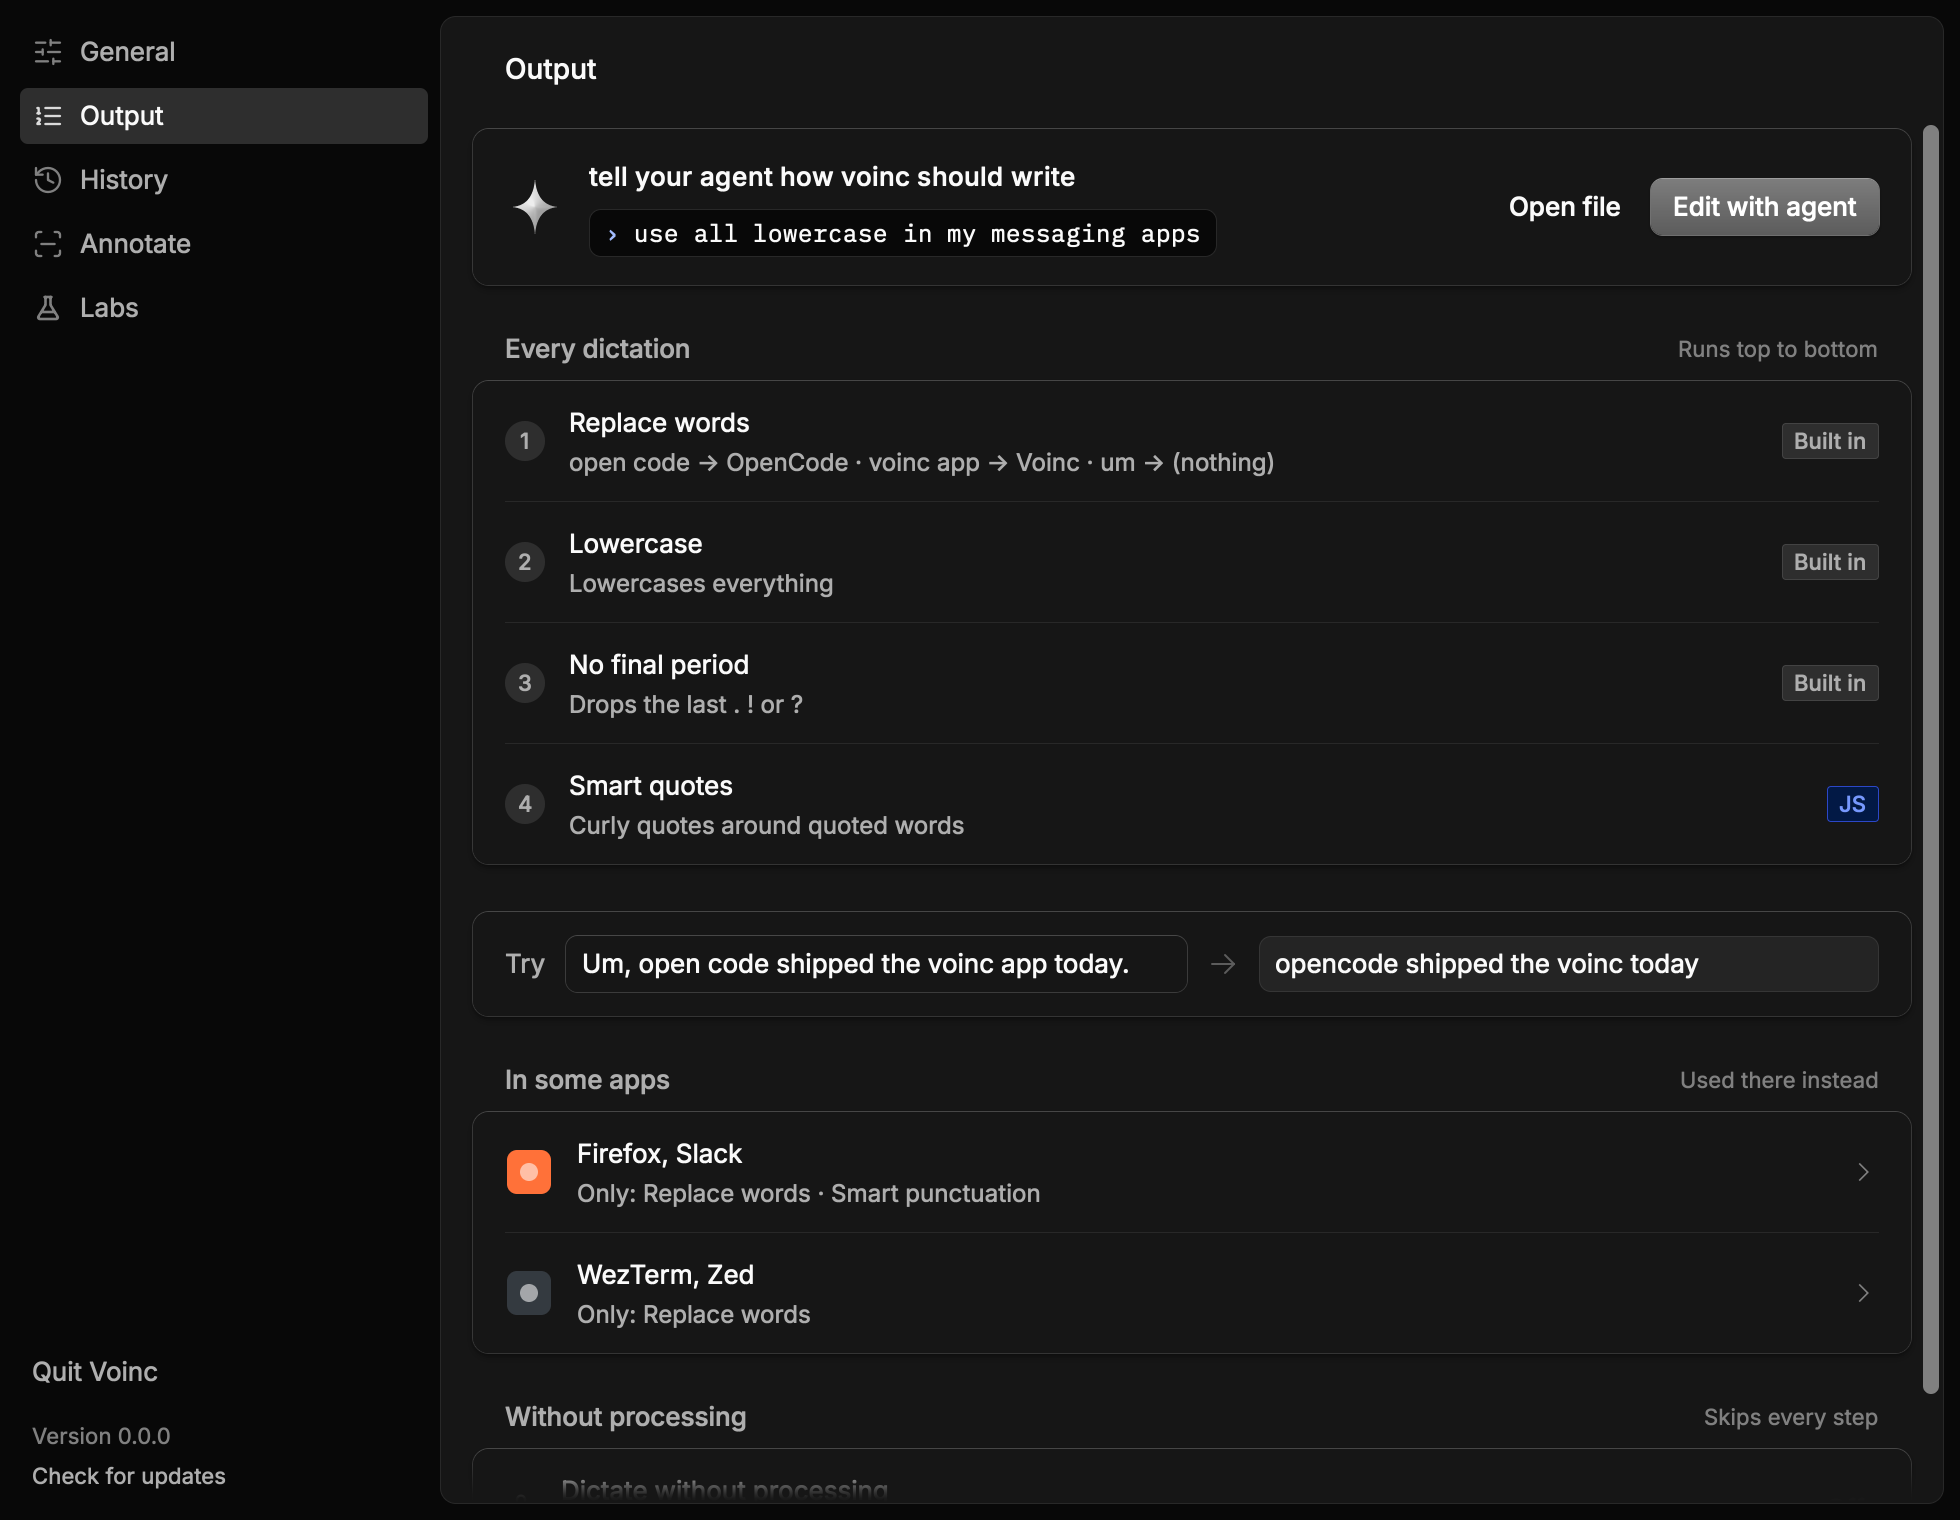 General
Output
History
Annotate
Labs
Quit Voinc
Version 0.0.0
Check for updates
Output
tell your agent how voinc should write
› use all lowercase in my messaging apps
Open file
Edit with agent
Every dictation
Runs top to bottom
1
Replace words
open code → OpenCode · voinc app → Voinc · um → (nothing)
Built in
2
Lowercase
Lowercases everything
Built in
3
No final period
Drops the last . ! or ?
Built in
4
Smart quotes
Curly quotes around quoted words
JS
Try
Um, open code shipped the voinc app today.
→
opencode shipped the voinc today
In some apps
Used there instead
Firefox, Slack
Only: Replace words · Smart punctuation
WezTerm, Zed
Only: Replace words
Without processing
Skips every step
Dictate without processing